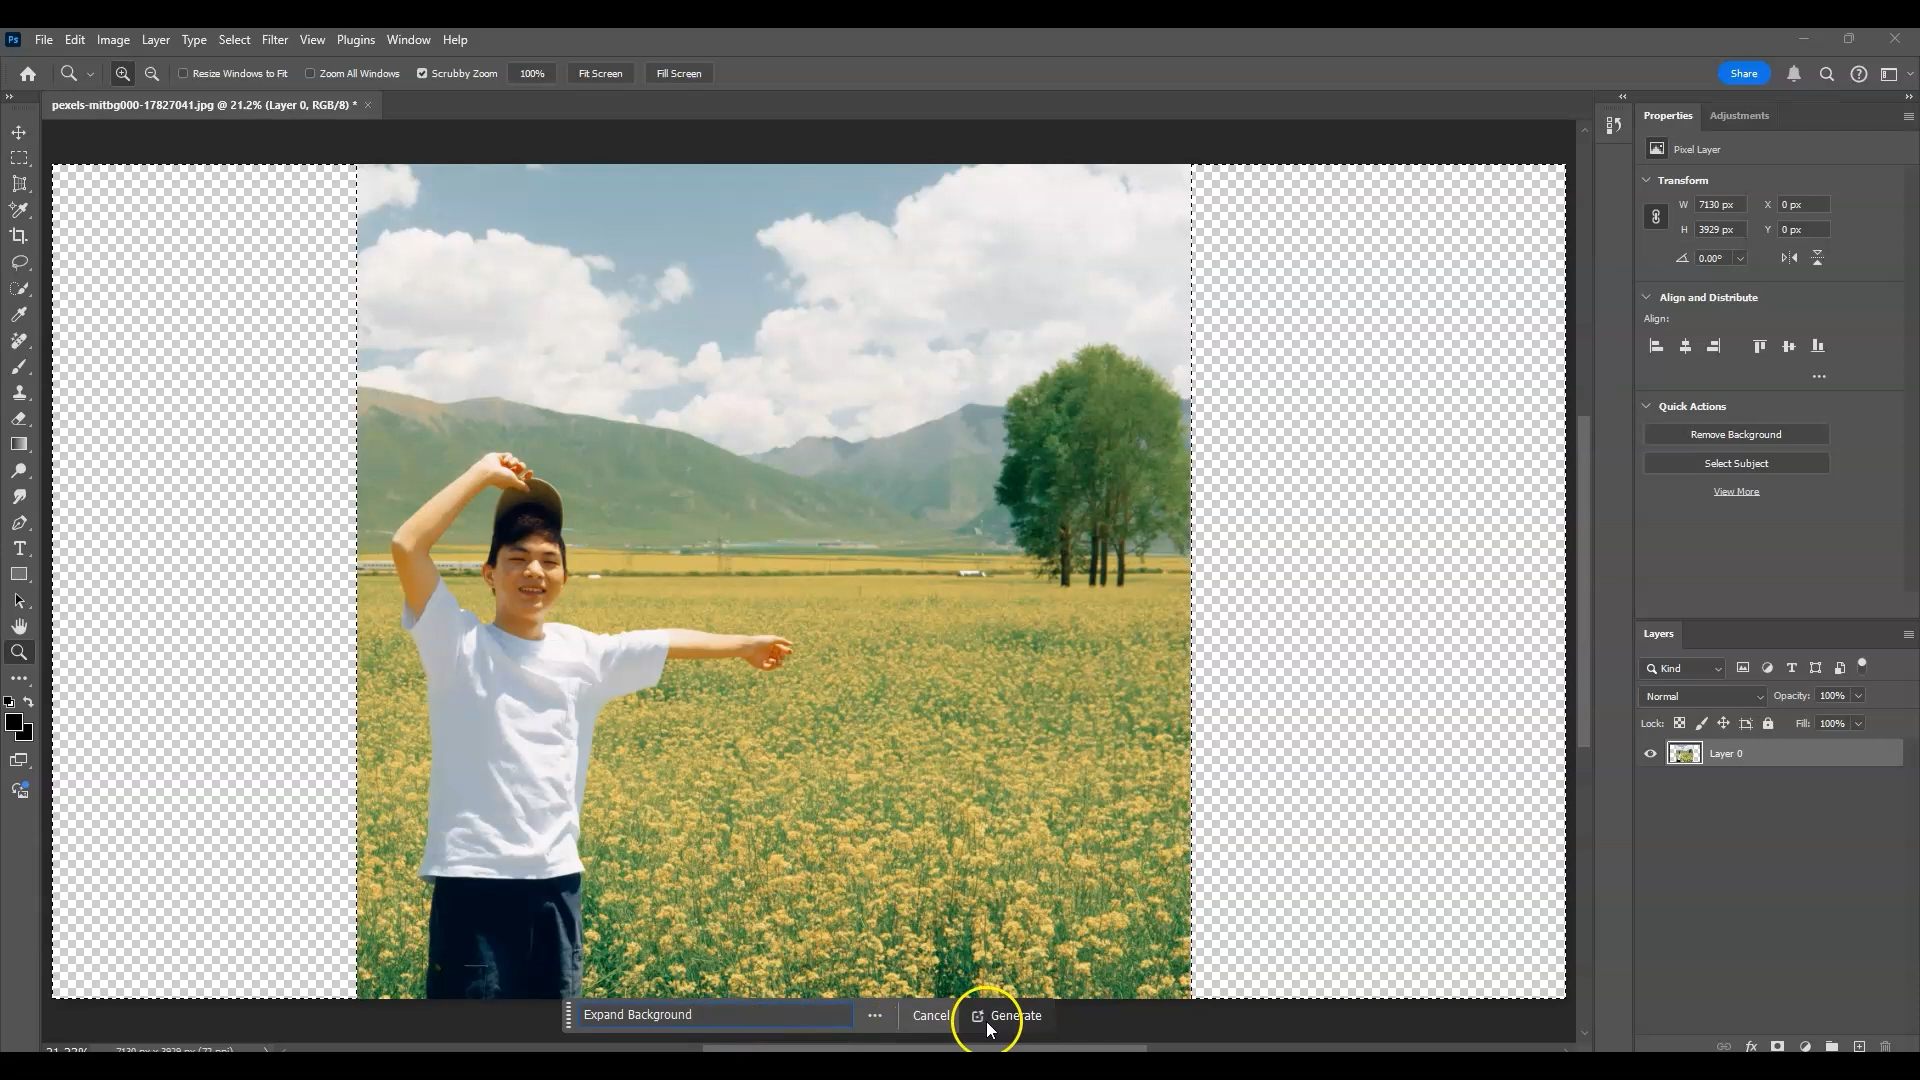 Ps File Edit Image Layer Type Select Filter View Plugins Window Help
Resize Windows to Fit Zoom All Windows Scrubby Zoom 100% Fit Screen Fill Screen Share
pexels-mitbg000-17827041.jpg @ 21.2% (Layer 0, RGB/8) * ×
Properties Adjustments
Pixel Layer
Transform
W 7130 px X 0 px
H 3929 px Y 0 px
0.00°
Align and Distribute
Align:
Quick Actions
Remove Background
Select Subject
View More
Layers
Kind
Normal Opacity: 100%
Lock: Fill: 100%
Layer 0
Expand Background Cancel Generate
7130 px x 3929 px (72 ppi)